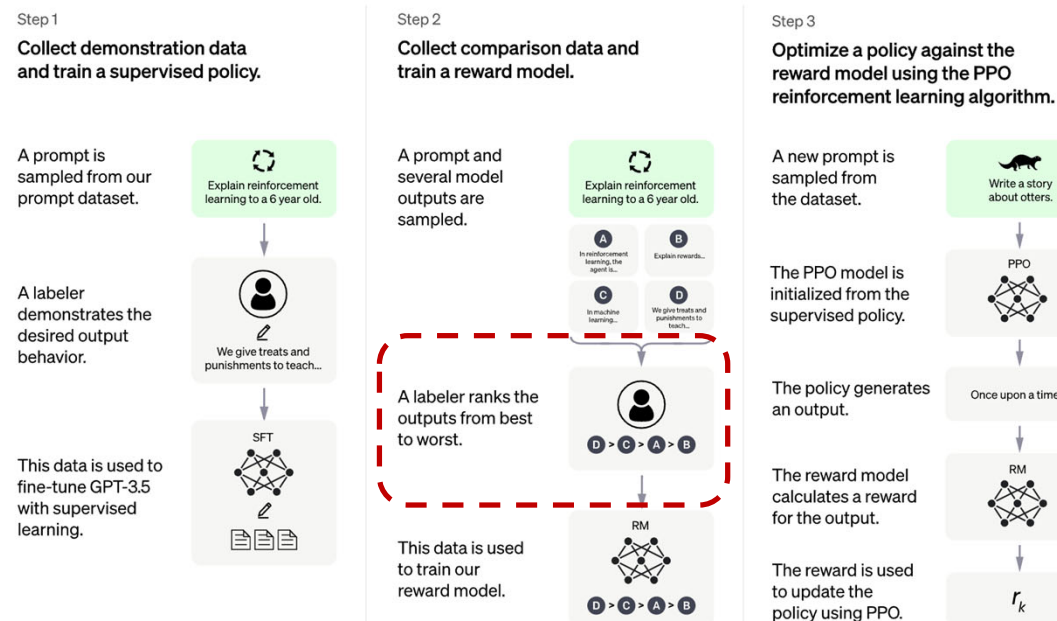 Step 1
Collect demonstration data
and train a supervised policy.
A prompt is
sampled from our
prompt dataset.
Explain reinforcement
learning to a 6 year old.
A labeler
demonstrates the
desired output
behavior.
We give treats and
punishments to teach...
This data is used to
fine-tune GPT-3.5
with supervised
learning.
SFT
Step 2
Collect comparison data and
train a reward model.
A prompt and
several model
outputs are
sampled.
Explain reinforcement
learning to a 6 year old.
A
In reinforcement
learning, the
agent is...
B
Explain rewards...
C
In machine
learning...
D
We give treats and
punishments to
teach...
A labeler ranks the
outputs from best
to worst.
D > C > A > B
This data is used
to train our
reward model.
RM
D > C > A > B
Step 3
Optimize a policy against the
reward model using the PPO
reinforcement learning algorithm.
A new prompt is
sampled from
the dataset.
Write a story
about otters.
The PPO model is
initialized from the
supervised policy.
PPO
The policy generates
an output.
Once upon a time
The reward model
calculates a reward
for the output.
RM
The reward is used
to update the
policy using PPO.
rk